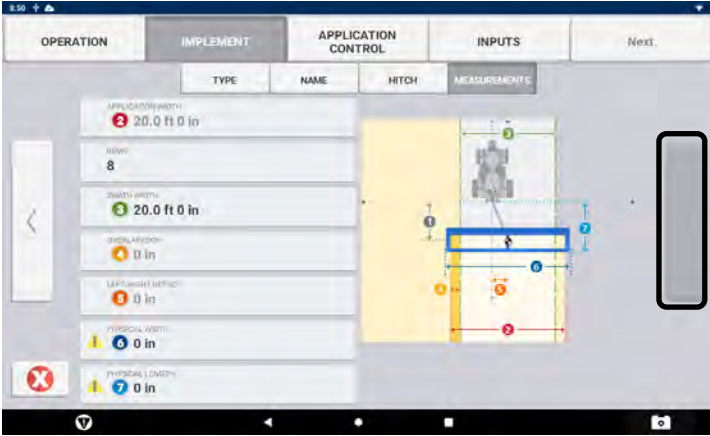 8:50
OPERATION
IMPLEMENT
APPLICATION
CONTROL
INPUTS
Next
TYPE
NAME
HITCH
MEASUREMENTS
APPLICATION WIDTH
2 20.0 ft 0 in
ROWS
8
SWATH WIDTH
3 20.0 ft 0 in
4 0 in
LEFT/RIGHT OFFSET
5 0 in
PHYSICAL WIDTH
6 0 in
PHYSICAL LENGTH
7 0 in
3
1
7
6
4
5
2